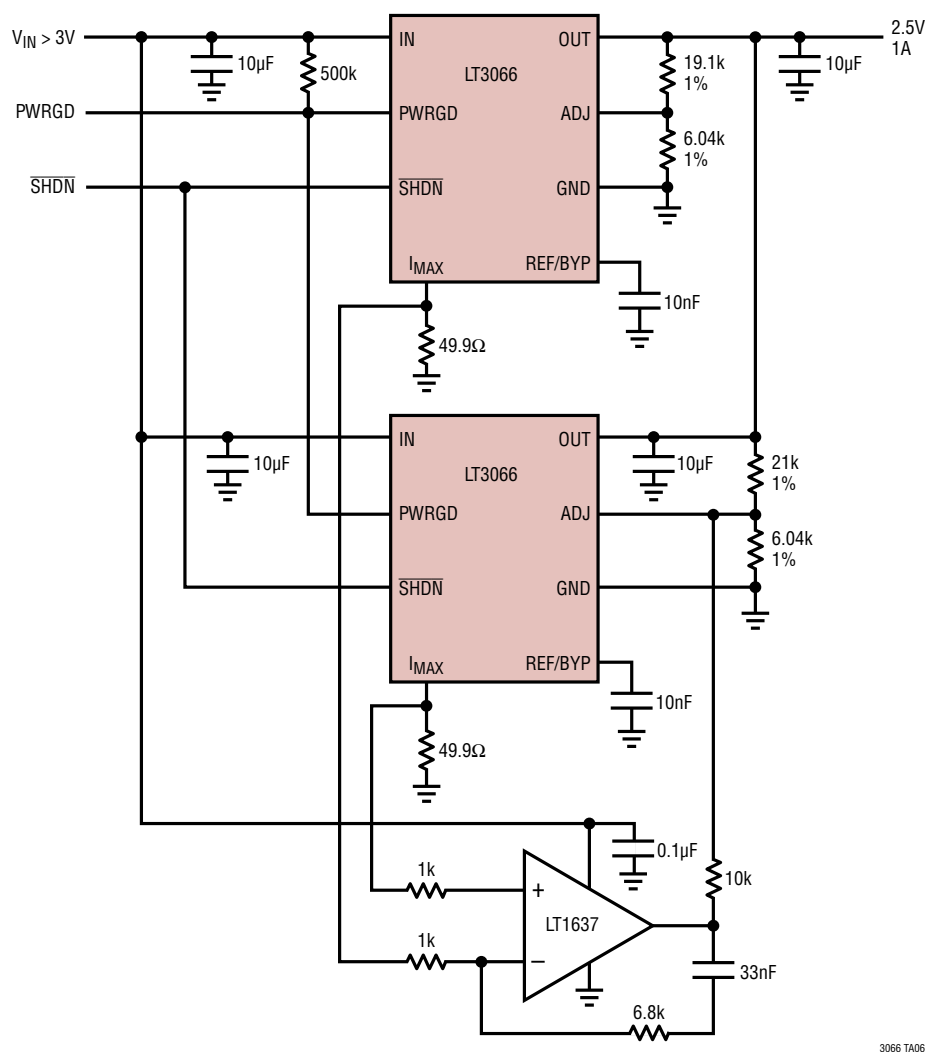 V_IN > 3V
IN
OUT
2.5V
1A
10µF
500k
LT3066
19.1k
1%
10µF
PWRGD
PWRGD
ADJ
6.04k
1%
SHDN
SHDN
GND
I_MAX
REF/BYP
10nF
49.9Ω
IN
OUT
10µF
LT3066
10µF
21k
1%
PWRGD
ADJ
6.04k
1%
SHDN
GND
I_MAX
REF/BYP
10nF
49.9Ω
0.1µF
1k
+
LT1637
10k
1k
–
33nF
6.8k
3066 TA06